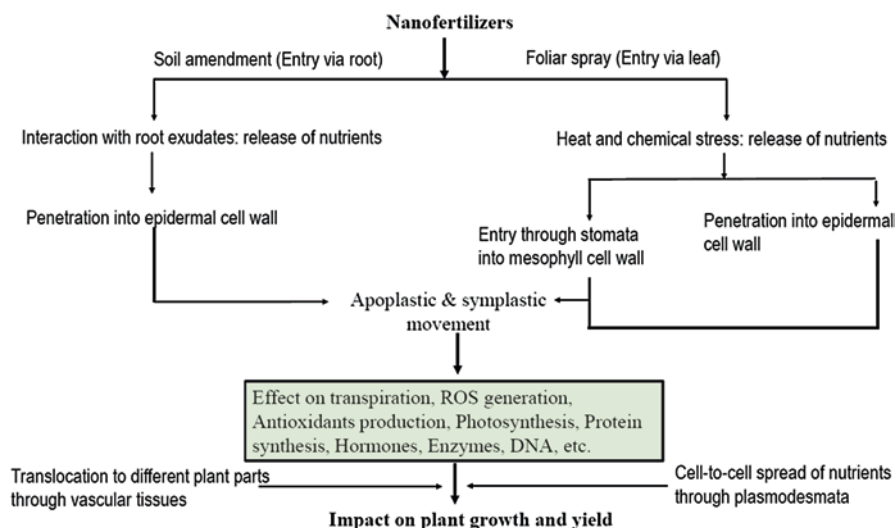 Nanofertilizers
Soil amendment (Entry via root)
Foliar spray (Entry via leaf)
Interaction with root exudates: release of nutrients
Heat and chemical stress: release of nutrients
Penetration into epidermal cell wall
Entry through stomata
into mesophyll cell wall
Penetration into epidermal
cell wall
Apoplastic & symplastic
movement
Effect on transpiration, ROS generation,
Antioxidants production, Photosynthesis, Protein
synthesis, Hormones, Enzymes, DNA, etc.
Translocation to different plant parts
through vascular tissues
Cell-to-cell spread of nutrients
through plasmodesmata
Impact on plant growth and yield